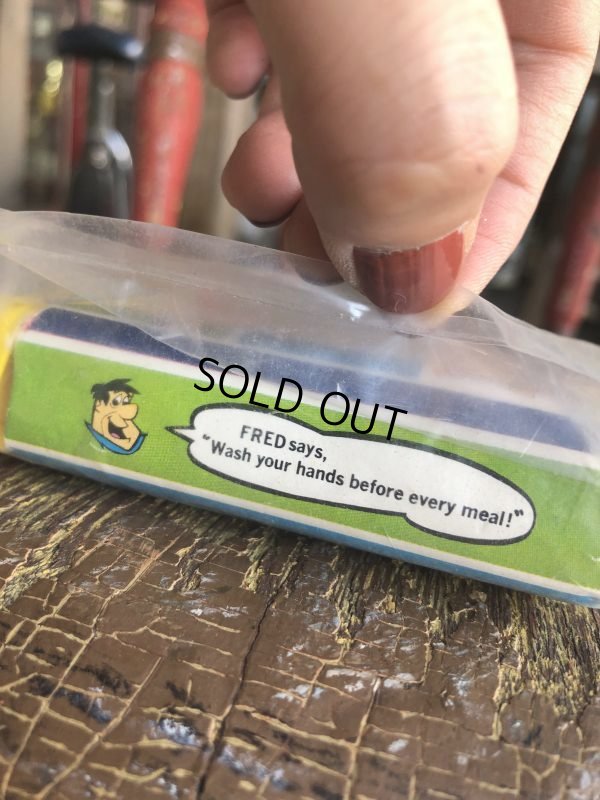 SOLD OUT
FRED says,
"Wash your hands before every meal!"